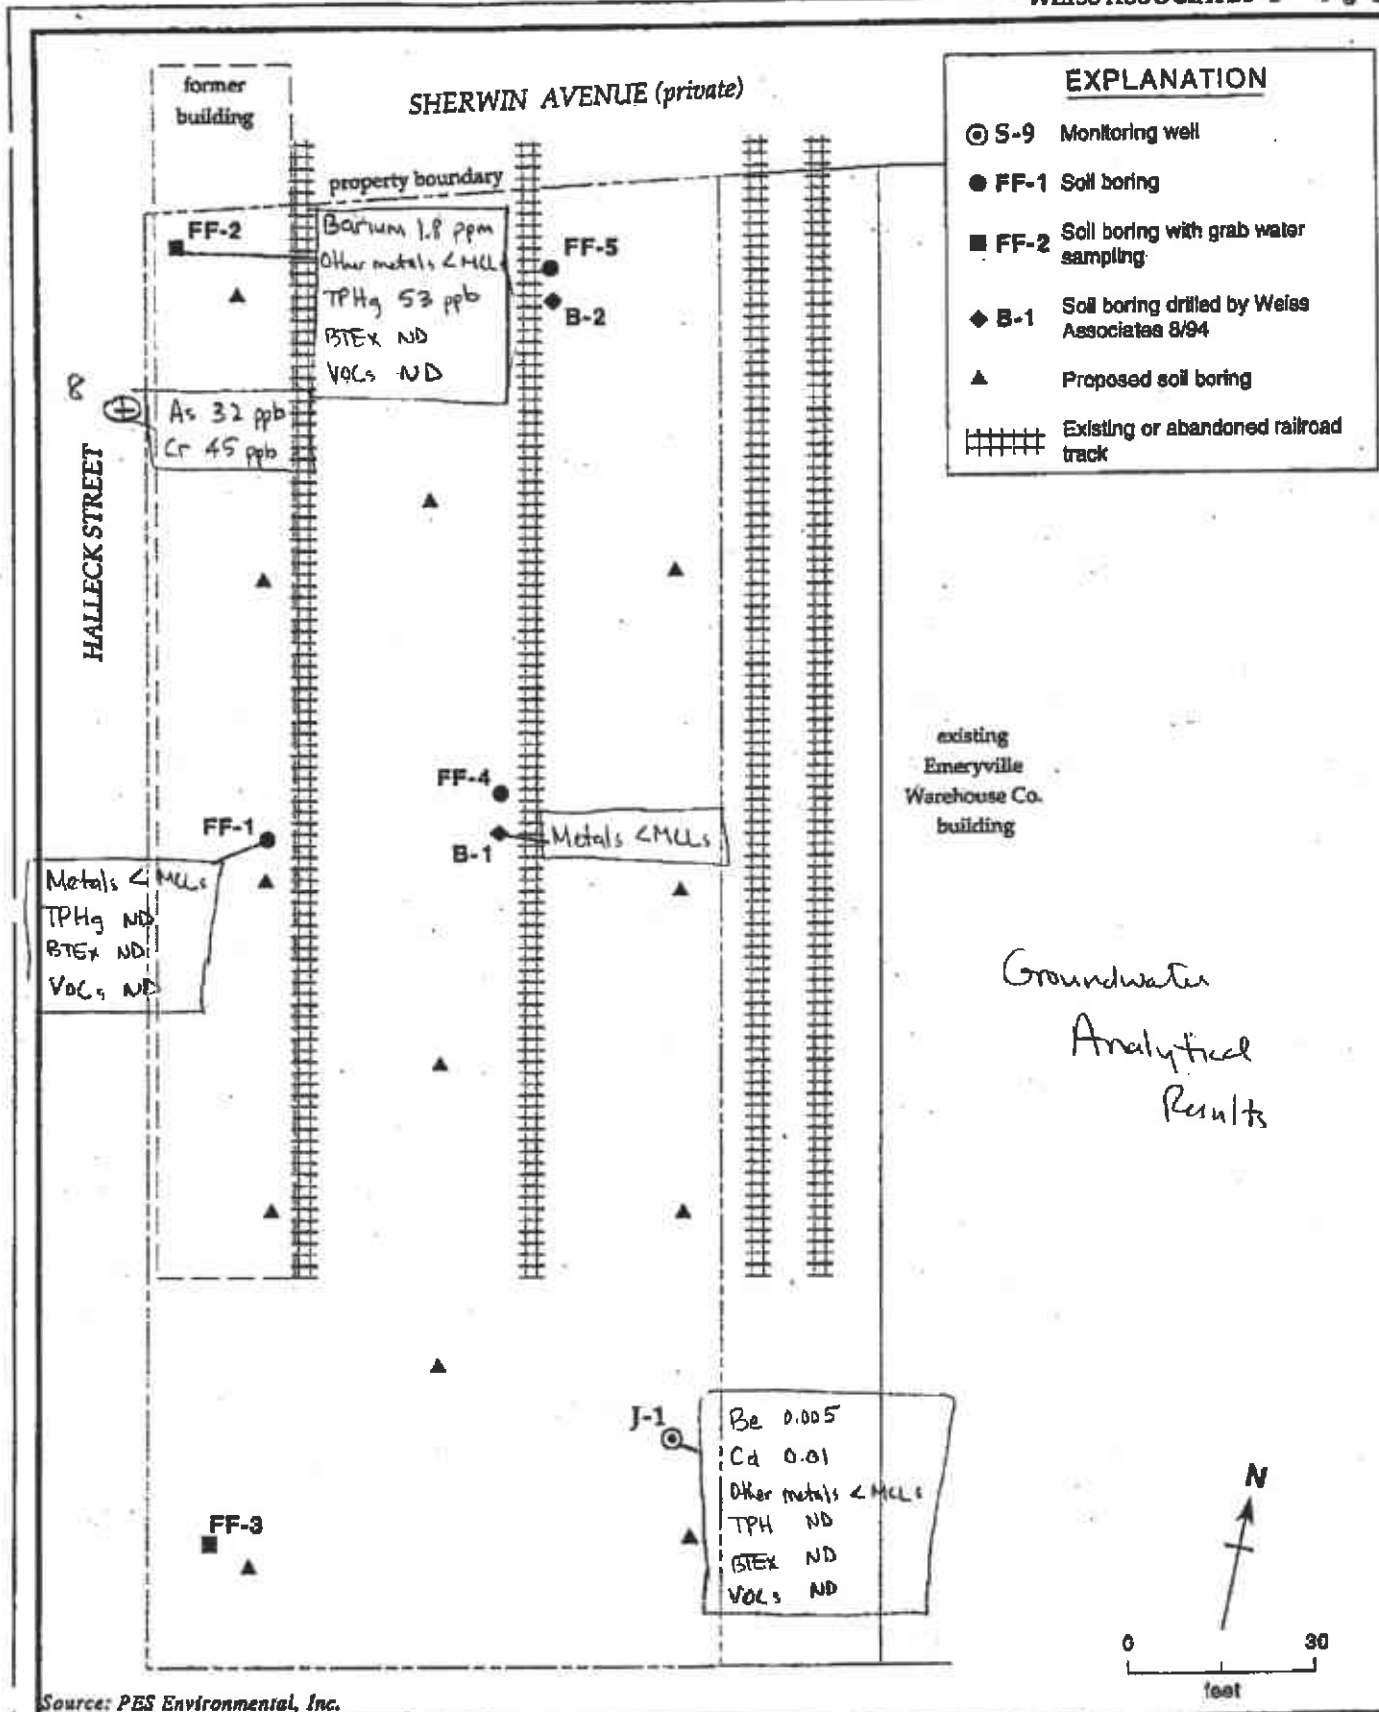 WEISS ASSOCIATES
former
building
SHERWIN AVENUE (private)
property boundary
EXPLANATION
S-9 Monitoring well
FF-1 Soil boring
FF-2 Soil boring with grab water
sampling
B-1 Soil boring drilled by Weiss
Associates 8/94
Proposed soil boring
Existing or abandoned railroad
track
FF-2
Barium 1.8 ppm
Other metals < MCLs
TPHg 53 ppb
BTEX ND
VOCs ND
FF-5
B-2
8
As 32 ppb
Cr 45 ppb
HALLECK STREET
existing
Emeryville
Warehouse Co.
building
FF-4
FF-1
B-1
Metals < MCLs
Metals < MCLs
TPHg ND
BTEX ND
VOCs ND
Groundwater
Analytical
Results
J-1
Be 0.005
Cd 0.01
Other metals < MCLs
TPH ND
BTEX ND
VOCs ND
FF-3
N
0 30
feet
Source: PES Environmental, Inc.